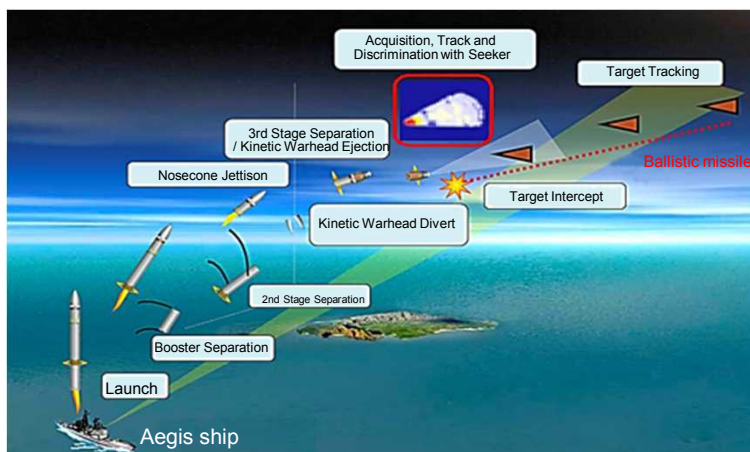 Acquisition, Track and
Discrimination with Seeker
Target Tracking
3rd Stage Separation
/ Kinetic Warhead Ejection
Ballistic missile
Nosecone Jettison
Target Intercept
Kinetic Warhead Divert
2nd Stage Separation
Booster Separation
Launch
Aegis ship